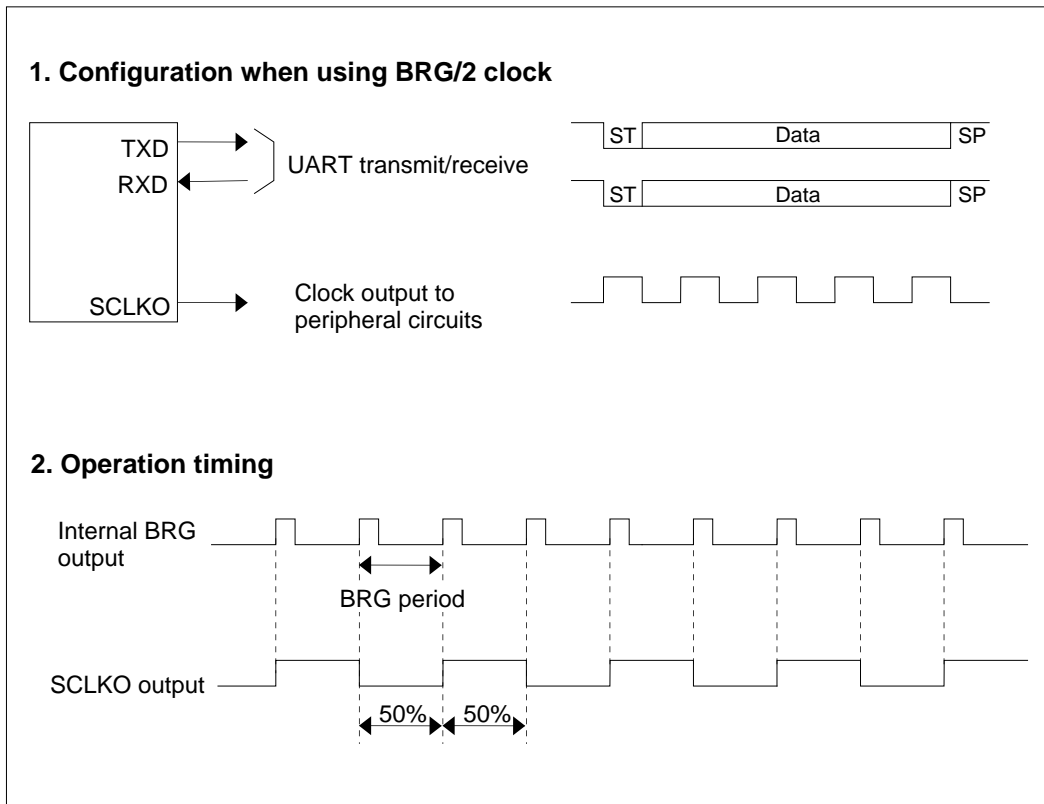 1. Configuration when using BRG/2 clock
TXD
RXD
SCLKO
UART transmit/receive
Clock output to
peripheral circuits
ST Data SP
ST Data SP
2. Operation timing
Internal BRG
output
BRG period
SCLKO output
50% 50%